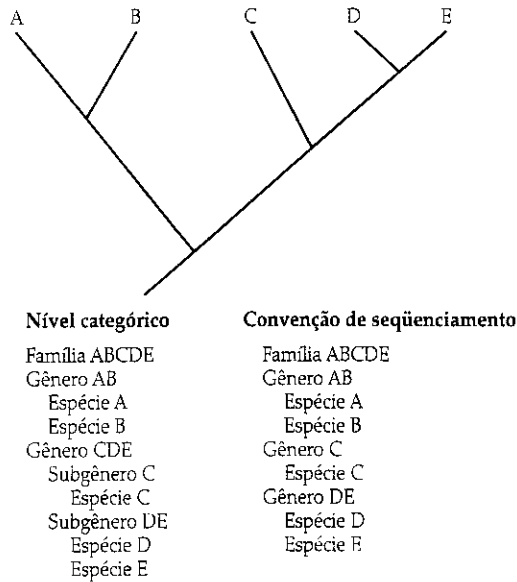 A B C D E
Nível categórico
Família ABCDE
Gênero AB
Espécie A
Espécie B
Gênero CDE
Subgênero C
Espécie C
Subgênero DE
Espécie D
Espécie E
Convenção de seqüenciamento
Família ABCDE
Gênero AB
Espécie A
Espécie B
Gênero C
Espécie C
Gênero DE
Espécie D
Espécie E